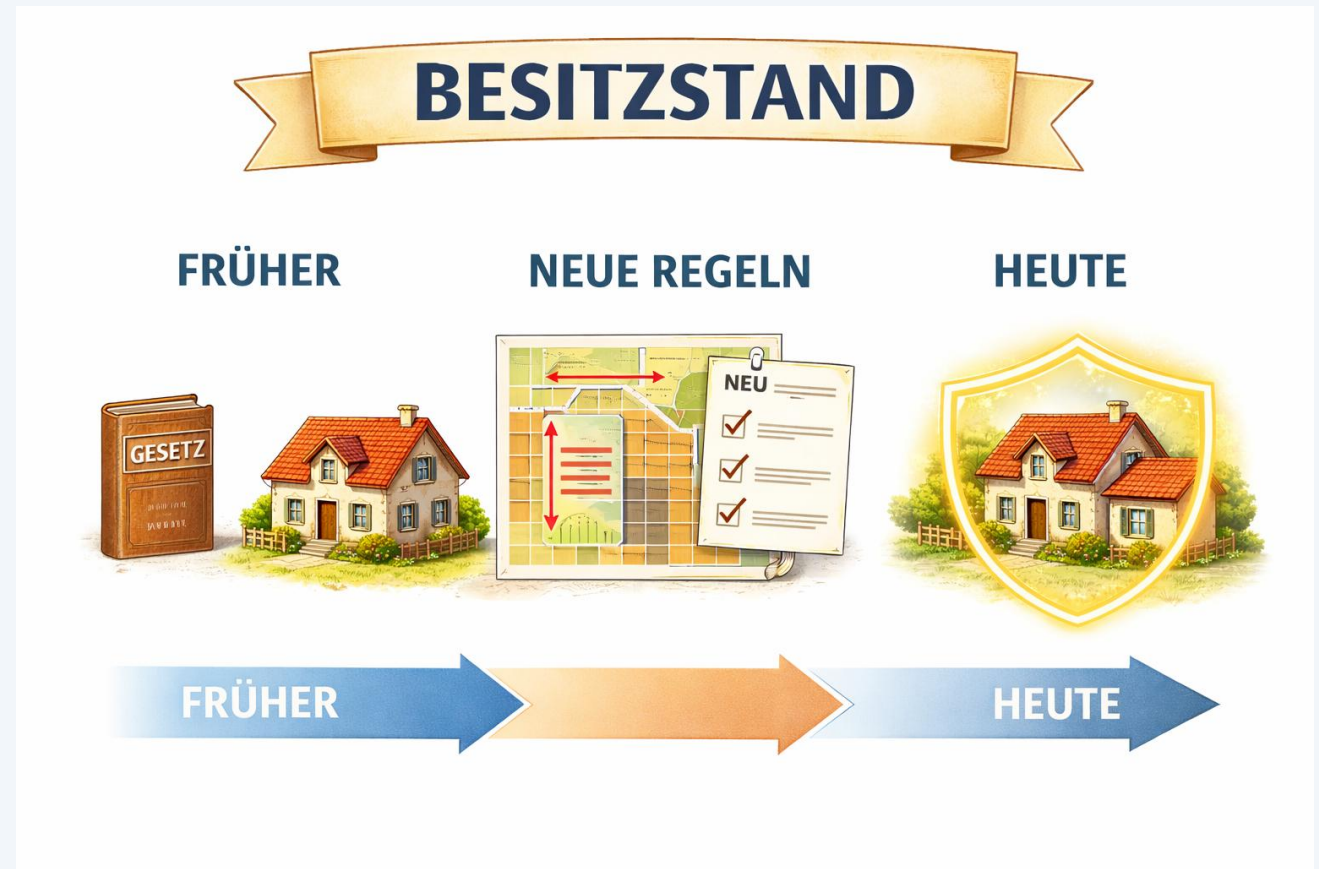 BESITZSTAND
FRÜHER
NEUE REGELN
HEUTE
GESETZ
NEU
FRÜHER
HEUTE